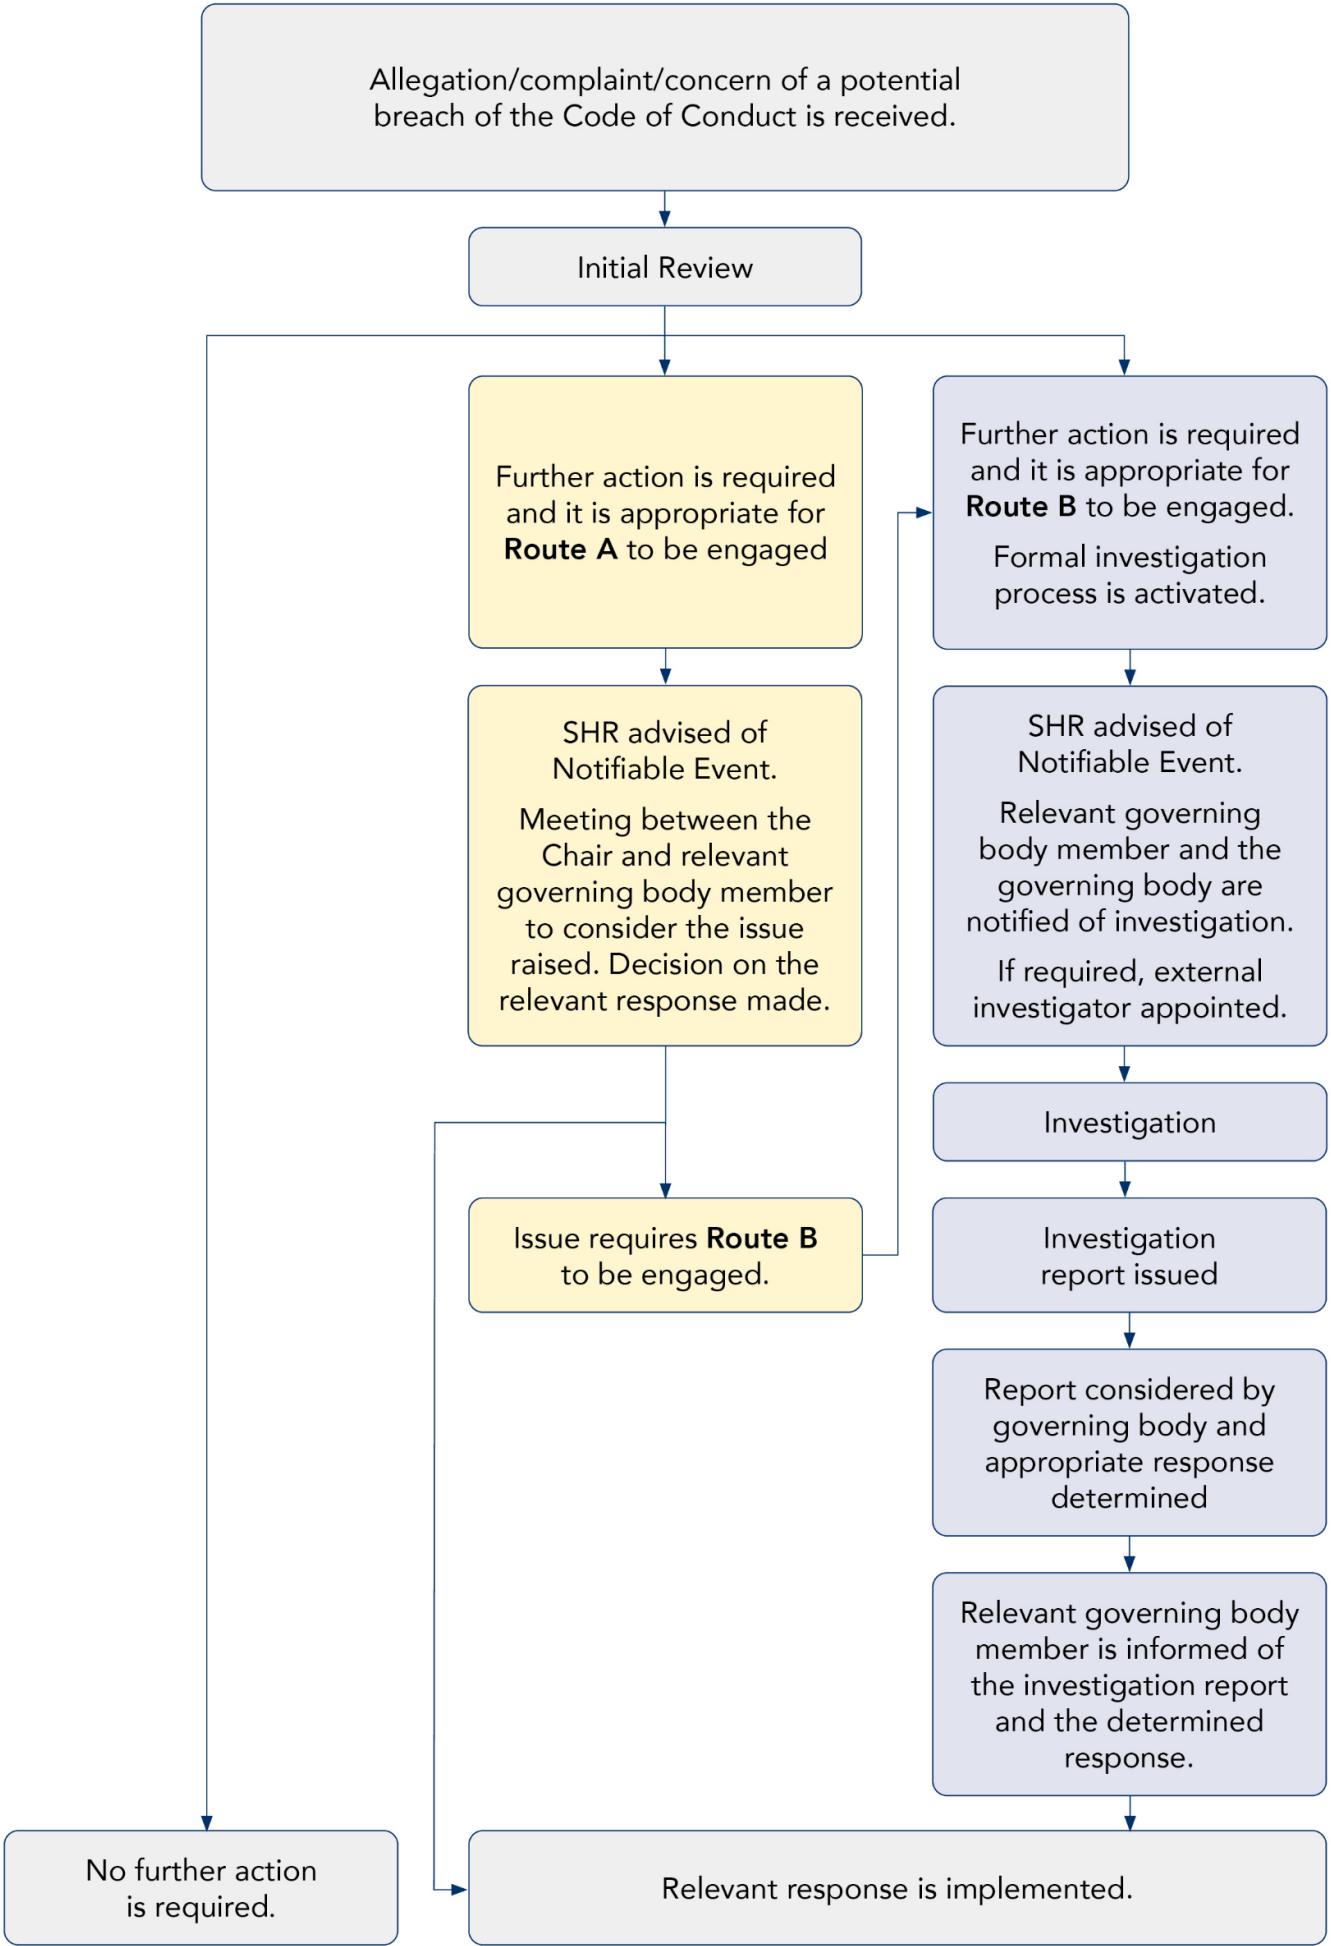 Allegation/complaint/concern of a potential
breach of the Code of Conduct is received.
Initial Review
Further action is required
and it is appropriate for
Route A to be engaged
Further action is required
and it is appropriate for
Route B to be engaged.
Formal investigation
process is activated.
SHR advised of
Notifiable Event.
Meeting between the
Chair and relevant
governing body member
to consider the issue
raised. Decision on the
relevant response made.
SHR advised of
Notifiable Event.
Relevant governing
body member and the
governing body are
notified of investigation.
If required, external
investigator appointed.
Investigation
Issue requires Route B
to be engaged.
Investigation
report issued
Report considered by
governing body and
appropriate response
determined
Relevant governing body
member is informed of
the investigation report
and the determined
response.
No further action
is required.
Relevant response is implemented.